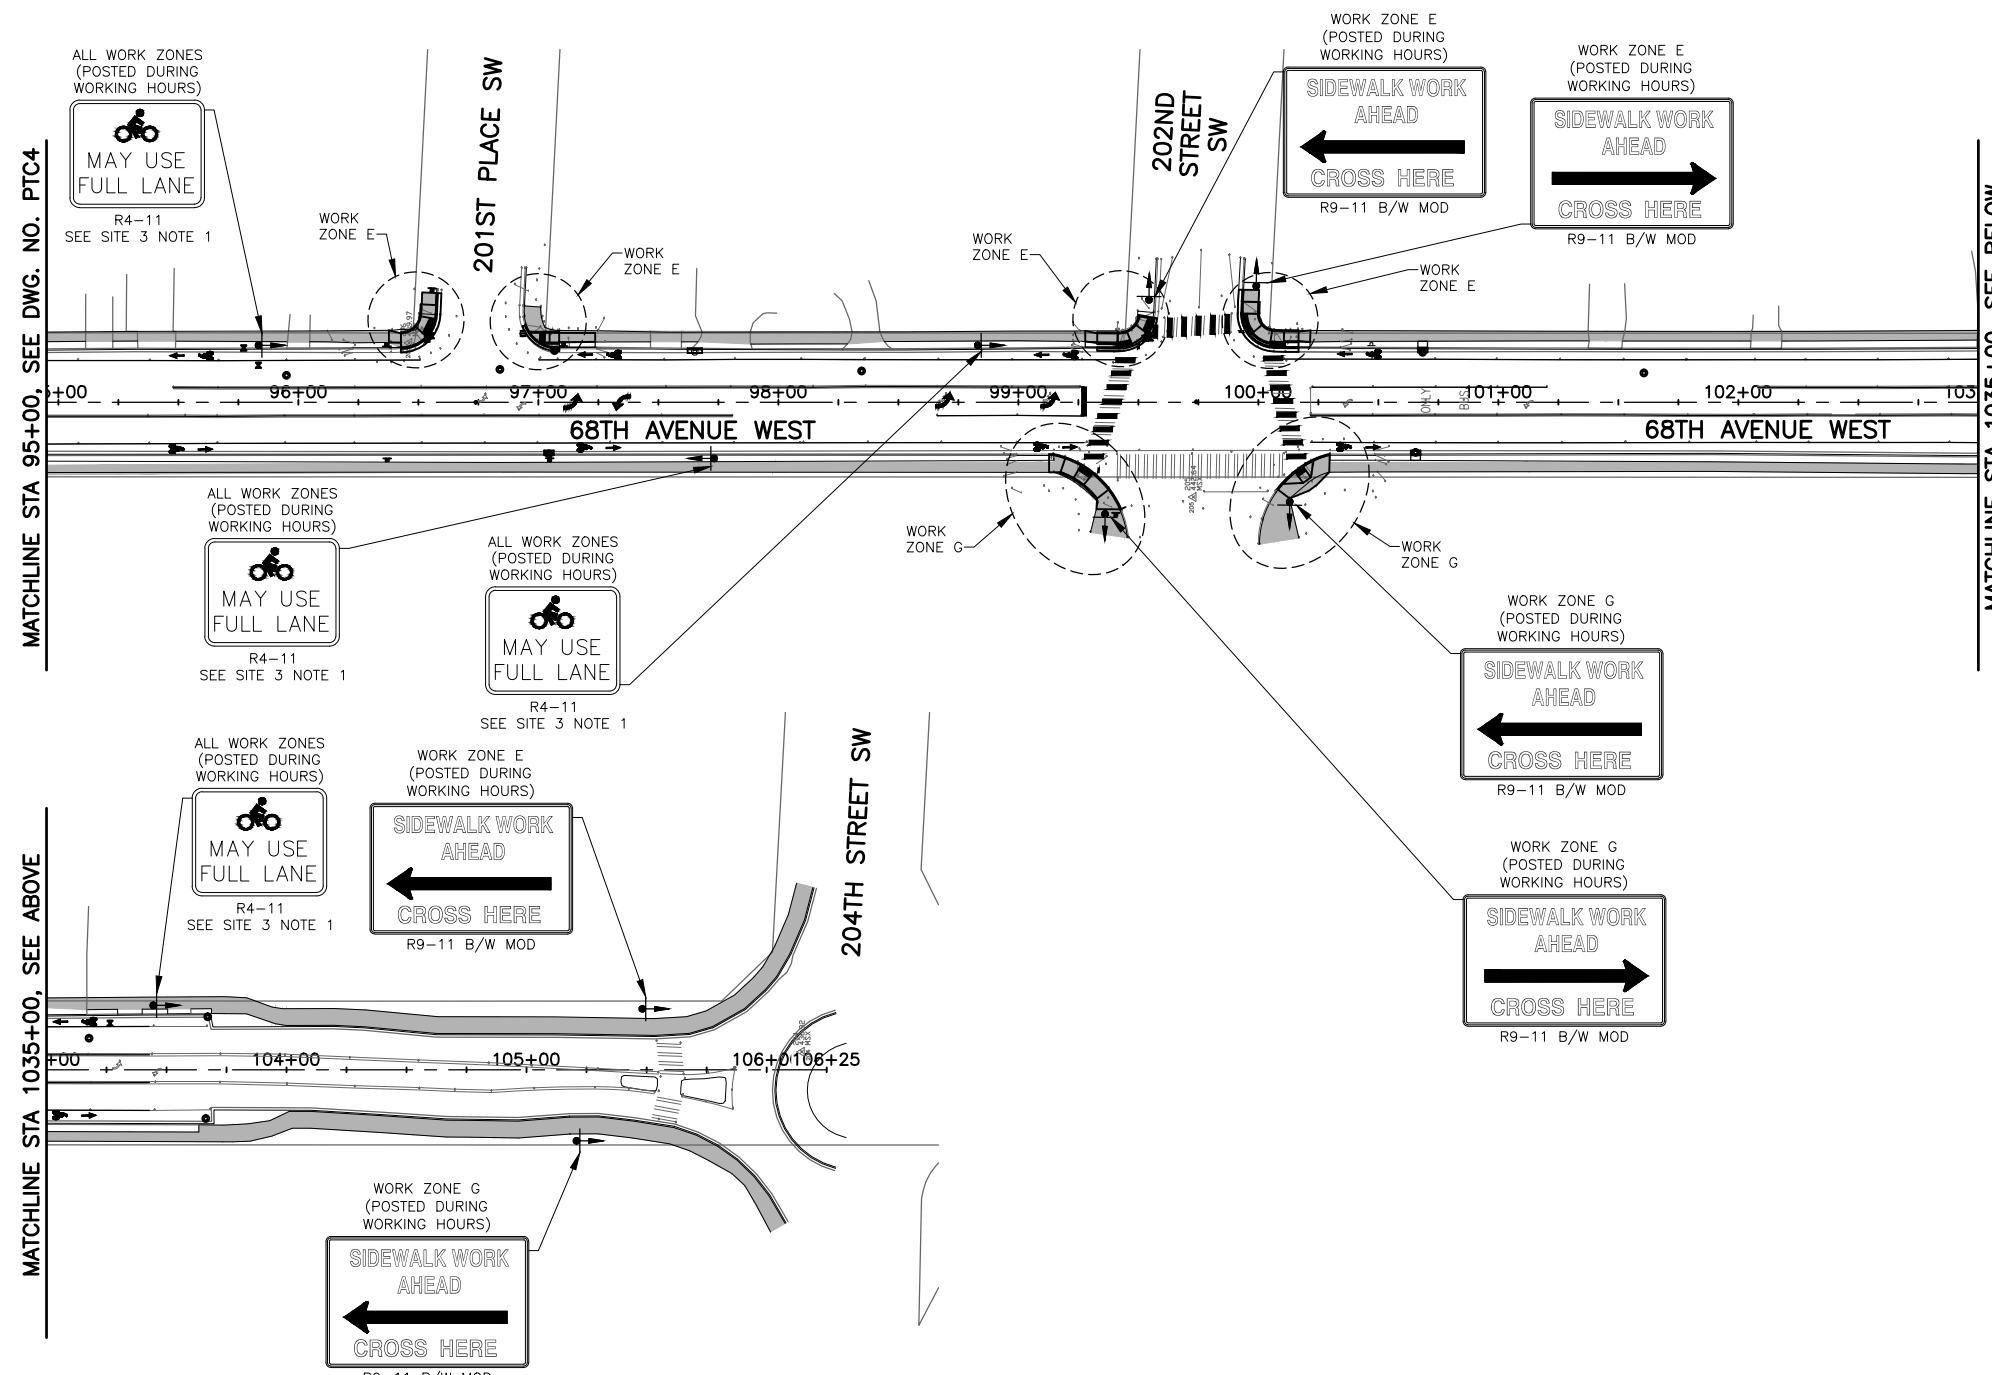 WORK ZONE E
(POSTED DURING
WORKING HOURS)
SIDEWALK WORK
AHEAD
CROSS HERE
R9-11 B/W MOD
WORK ZONE E
(POSTED DURING
WORKING HOURS)
SIDEWALK WORK
AHEAD
CROSS HERE
R9-11 B/W MOD
ALL WORK ZONES
(POSTED DURING
WORKING HOURS)
MAY USE
FULL LANE
R4-11
SEE SITE 3 NOTE 1
201ST PLACE SW
202ND
STREET
SW
MATCHLINE STA 95+00, SEE DWG. NO. PTC4
WORK
ZONE E
WORK
ZONE E
WORK
ZONE E
WORK
ZONE E
96+00
97+00
98+00
99+00
100+00
101+00
102+00
ONLY
68TH AVENUE WEST
68TH AVENUE WEST
ALL WORK ZONES
(POSTED DURING
WORKING HOURS)
MAY USE
FULL LANE
R4-11
SEE SITE 3 NOTE 1
ALL WORK ZONES
(POSTED DURING
WORKING HOURS)
MAY USE
FULL LANE
R4-11
SEE SITE 3 NOTE 1
WORK
ZONE G
WORK
ZONE G
WORK ZONE G
(POSTED DURING
WORKING HOURS)
SIDEWALK WORK
AHEAD
CROSS HERE
R9-11 B/W MOD
WORK ZONE G
(POSTED DURING
WORKING HOURS)
SIDEWALK WORK
AHEAD
CROSS HERE
R9-11 B/W MOD
ALL WORK ZONES
(POSTED DURING
WORKING HOURS)
MAY USE
FULL LANE
R4-11
SEE SITE 3 NOTE 1
WORK ZONE E
(POSTED DURING
WORKING HOURS)
SIDEWALK WORK
AHEAD
CROSS HERE
R9-11 B/W MOD
204TH STREET SW
MATCHLINE STA 1035+00, SEE ABOVE
104+00
105+00
106+25
WORK ZONE G
(POSTED DURING
WORKING HOURS)
SIDEWALK WORK
AHEAD
CROSS HERE
R9-11 B/W MOD